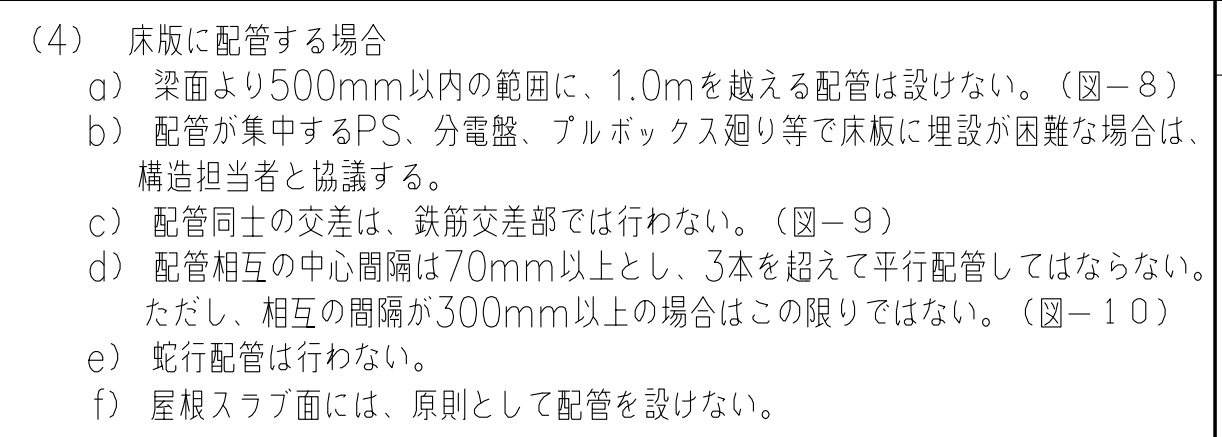 （4） 床版に配管する場合
a） 梁面より500mm以内の範囲に、1.0mを越える配管は設けない。（図－８）
b） 配管が集中するPS、分電盤、プルボックス廻り等で床板に埋設が困難な場合は、
構造担当者と協議する。
c） 配管同士の交差は、鉄筋交差部では行わない。（図－９）
d） 配管相互の中心間隔は70mm以上とし、3本を超えて平行配管してはならない。
ただし、相互の間隔が300mm以上の場合はこの限りではない。（図－１０）
e） 蛇行配管は行わない。
f） 屋根スラブ面には、原則として配管を設けない。